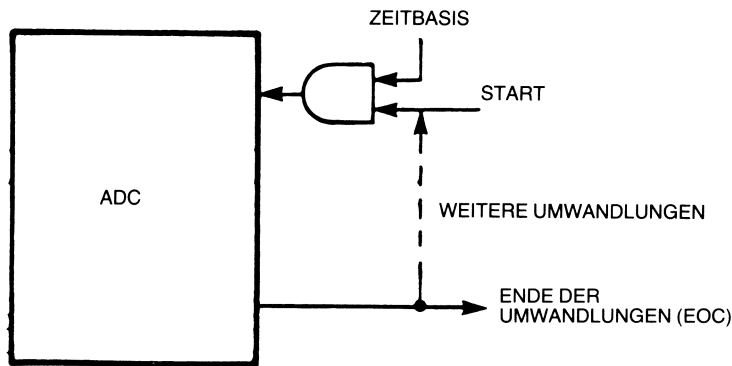 ZEITBASIS
START
ADC
WEITERE UMWANDLUNGEN
ENDE DER
UMWANDLUNGEN (EOC)